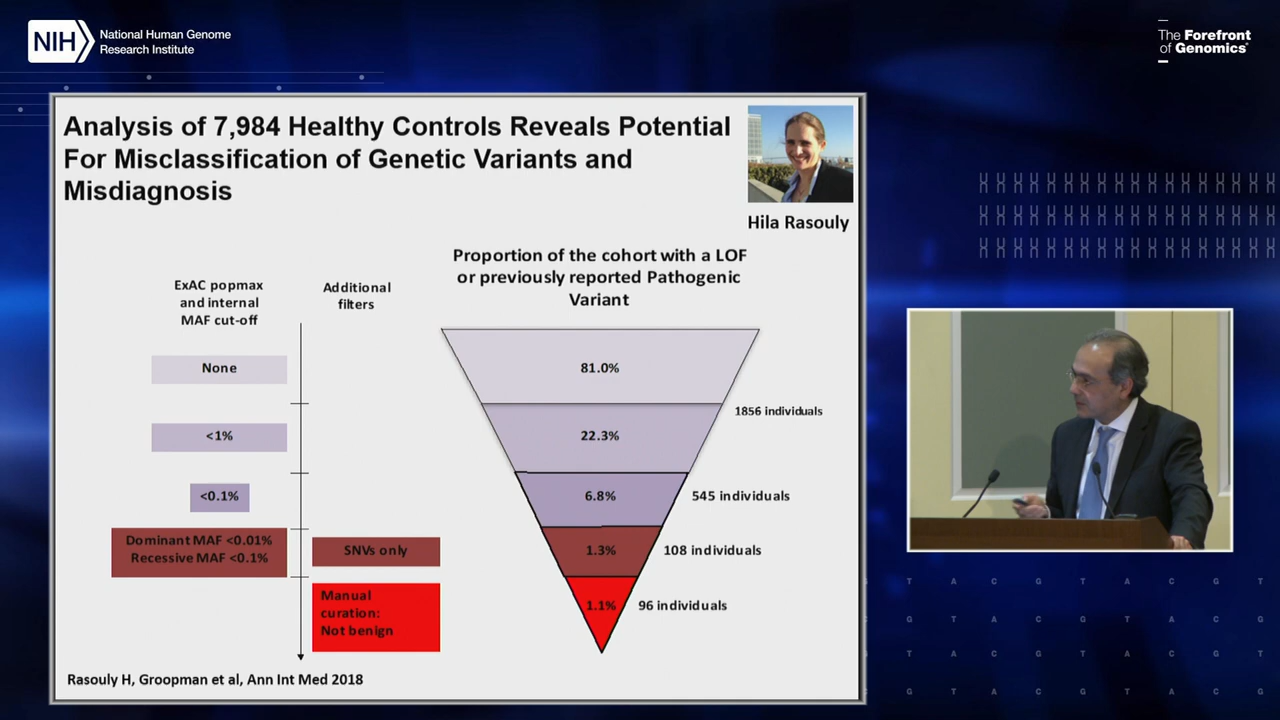 NIH
National Human Genome
Research Institute
The Forefront
of Genomics®
Analysis of 7,984 Healthy Controls Reveals Potential
For Misclassification of Genetic Variants and
Misdiagnosis
Hila Rasouly
ExAC popmax
and internal
MAF cut-off
Additional
filters
Proportion of the cohort with a LOF
or previously reported Pathogenic
Variant
None
81.0%
1856 individuals
<1%
22.3%
<0.1%
6.8%
545 individuals
Dominant MAF <0.01%
Recessive MAF <0.1%
SNVs only
1.3%
108 individuals
Manual
curation:
Not benign
1.1%
96 individuals
Rasouly H, Groopman et al, Ann Int Med 2018
T A C G T A C G T
G T A C G T A C G
T A C G T A C G T
G T A C G T A C G